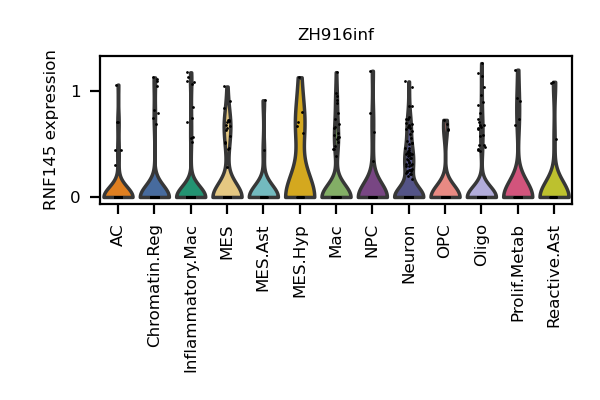 ZH916inf
RNF145 expression
1
0
AC
Chromatin.Reg
Inflammatory.Mac
MES
MES.Ast
MES.Hyp
Mac
NPC
Neuron
OPC
Oligo
Prolif.Metab
Reactive.Ast